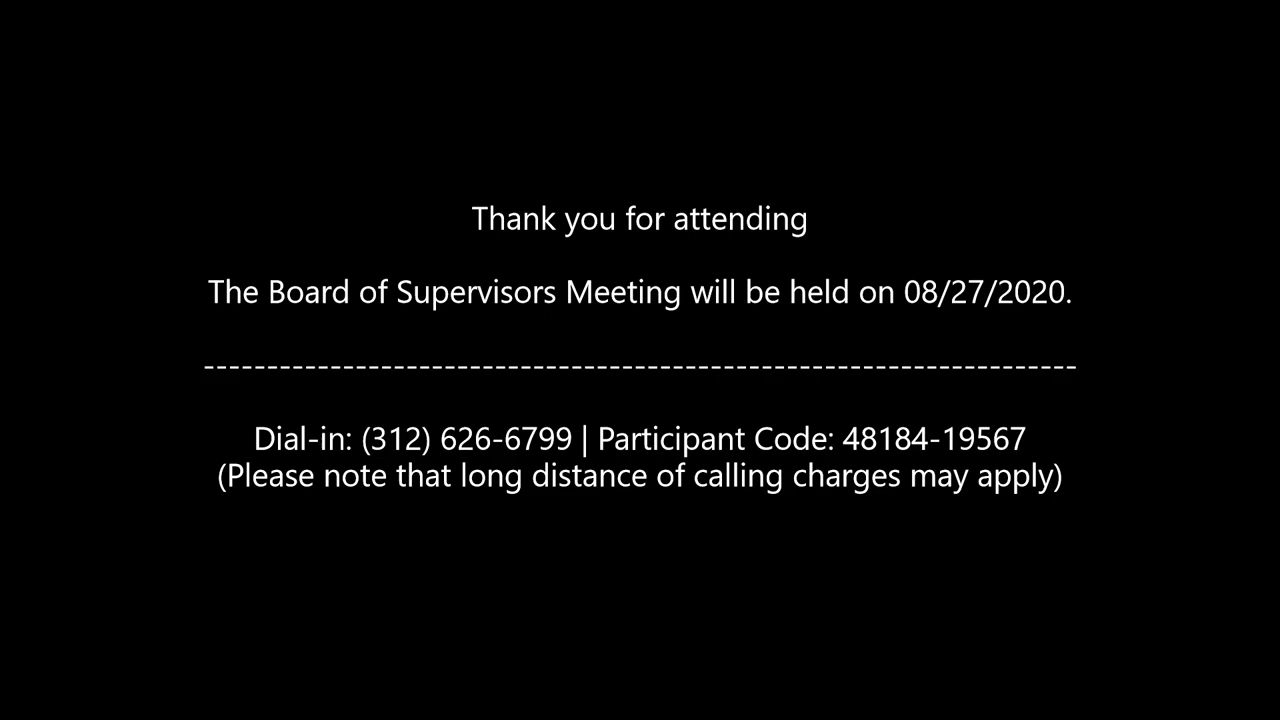 Thank you for attending
The Board of Supervisors Meeting will be held on 08/27/2020.
---------------------------------------------------------------------
Dial-in: (312) 626-6799 | Participant Code: 48184-19567
(Please note that long distance of calling charges may apply)